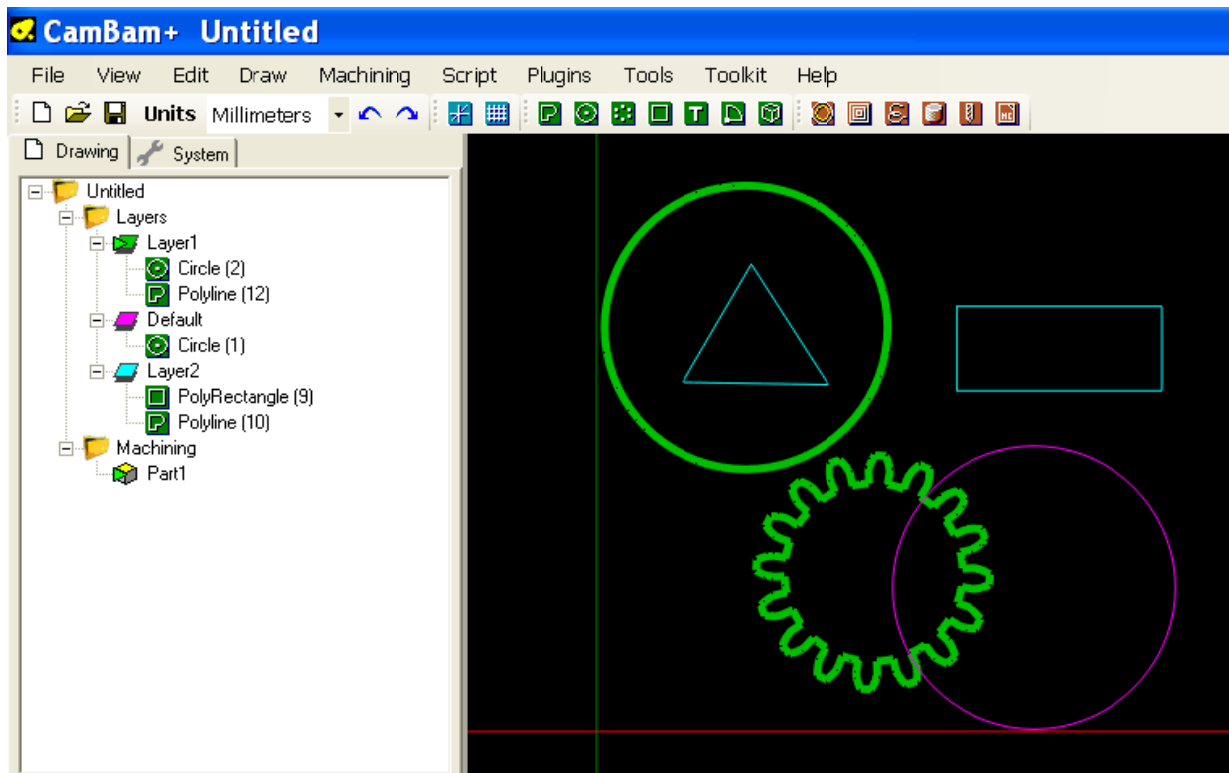 CamBam+ Untitled
File View Edit Draw Machining Script Plugins Tools Toolkit Help
Units Millimeters
Drawing System
Untitled
Layers
Layer1
Circle (2)
Polyline (12)
Default
Circle (1)
Layer2
PolyRectangle (9)
Polyline (10)
Machining
Part1